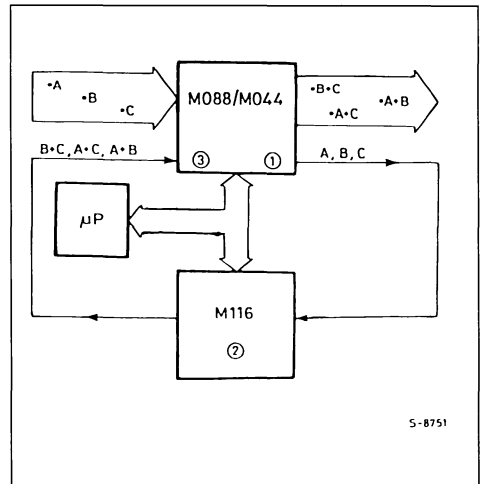 •A
•B
•C
M088/M044
•B+C
•A+B
•A+C
B+C, A+C, A+B
③
①
A, B, C
μP
M116
②
S-8751